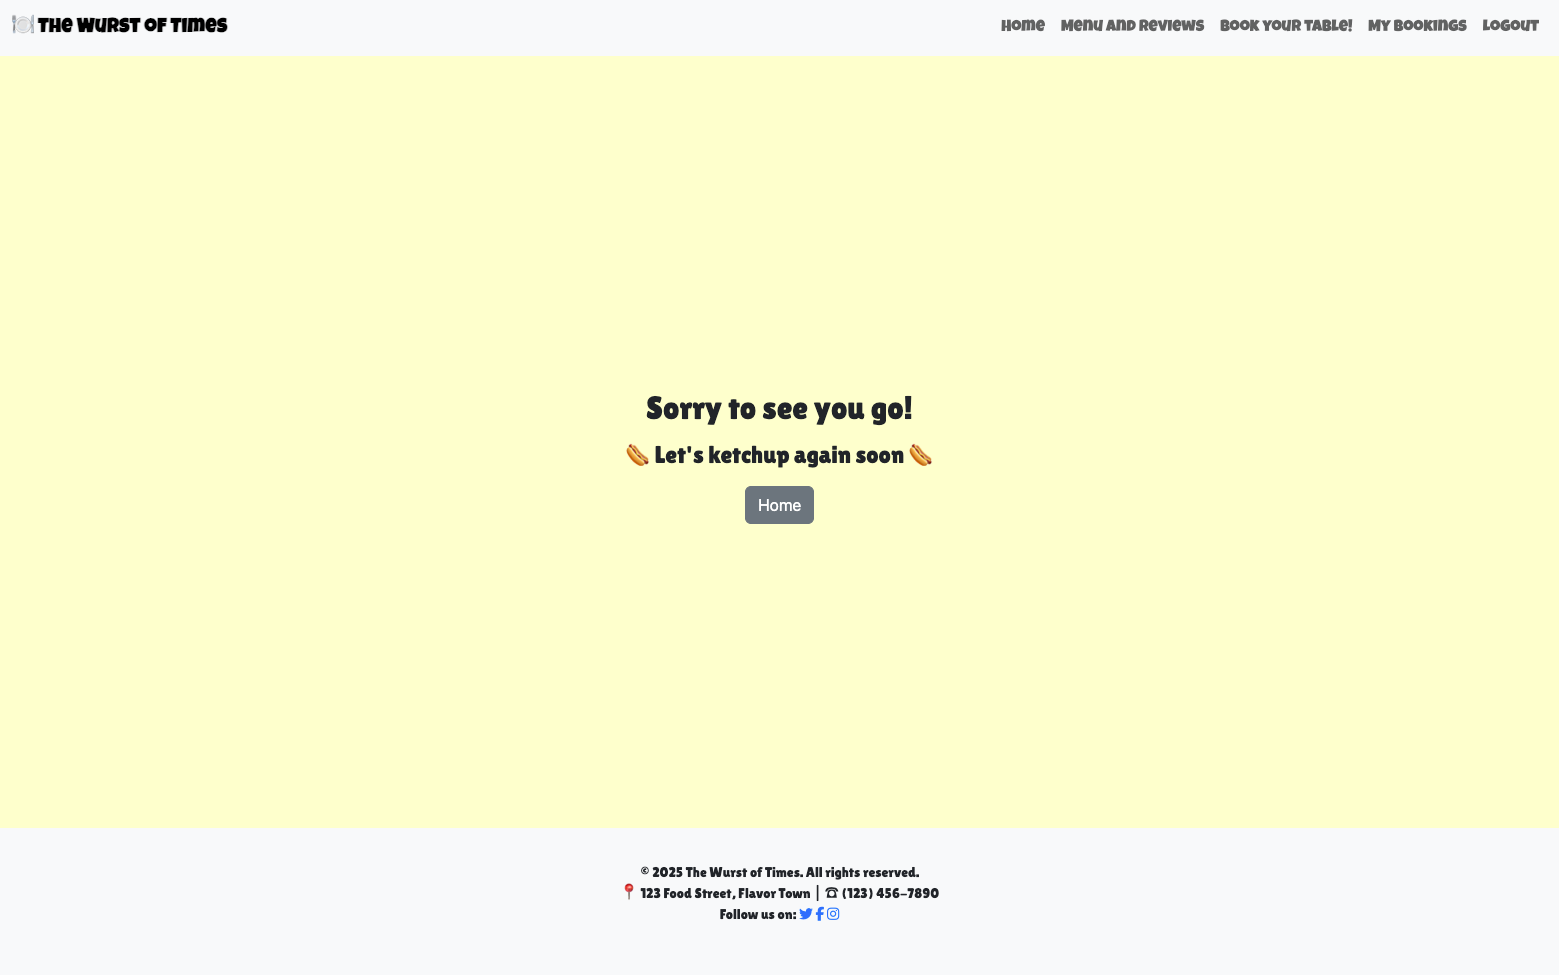 🍽️ The Wurst of Times
Home Menu and Reviews Book Your Table! My Bookings Logout
Sorry to see you go!
🌭 Let's ketchup again soon 🌭
Home
© 2025 The Wurst of Times. All rights reserved.
📍 123 Food Street, Flavor Town | ☎ (123) 456-7890
Follow us on: